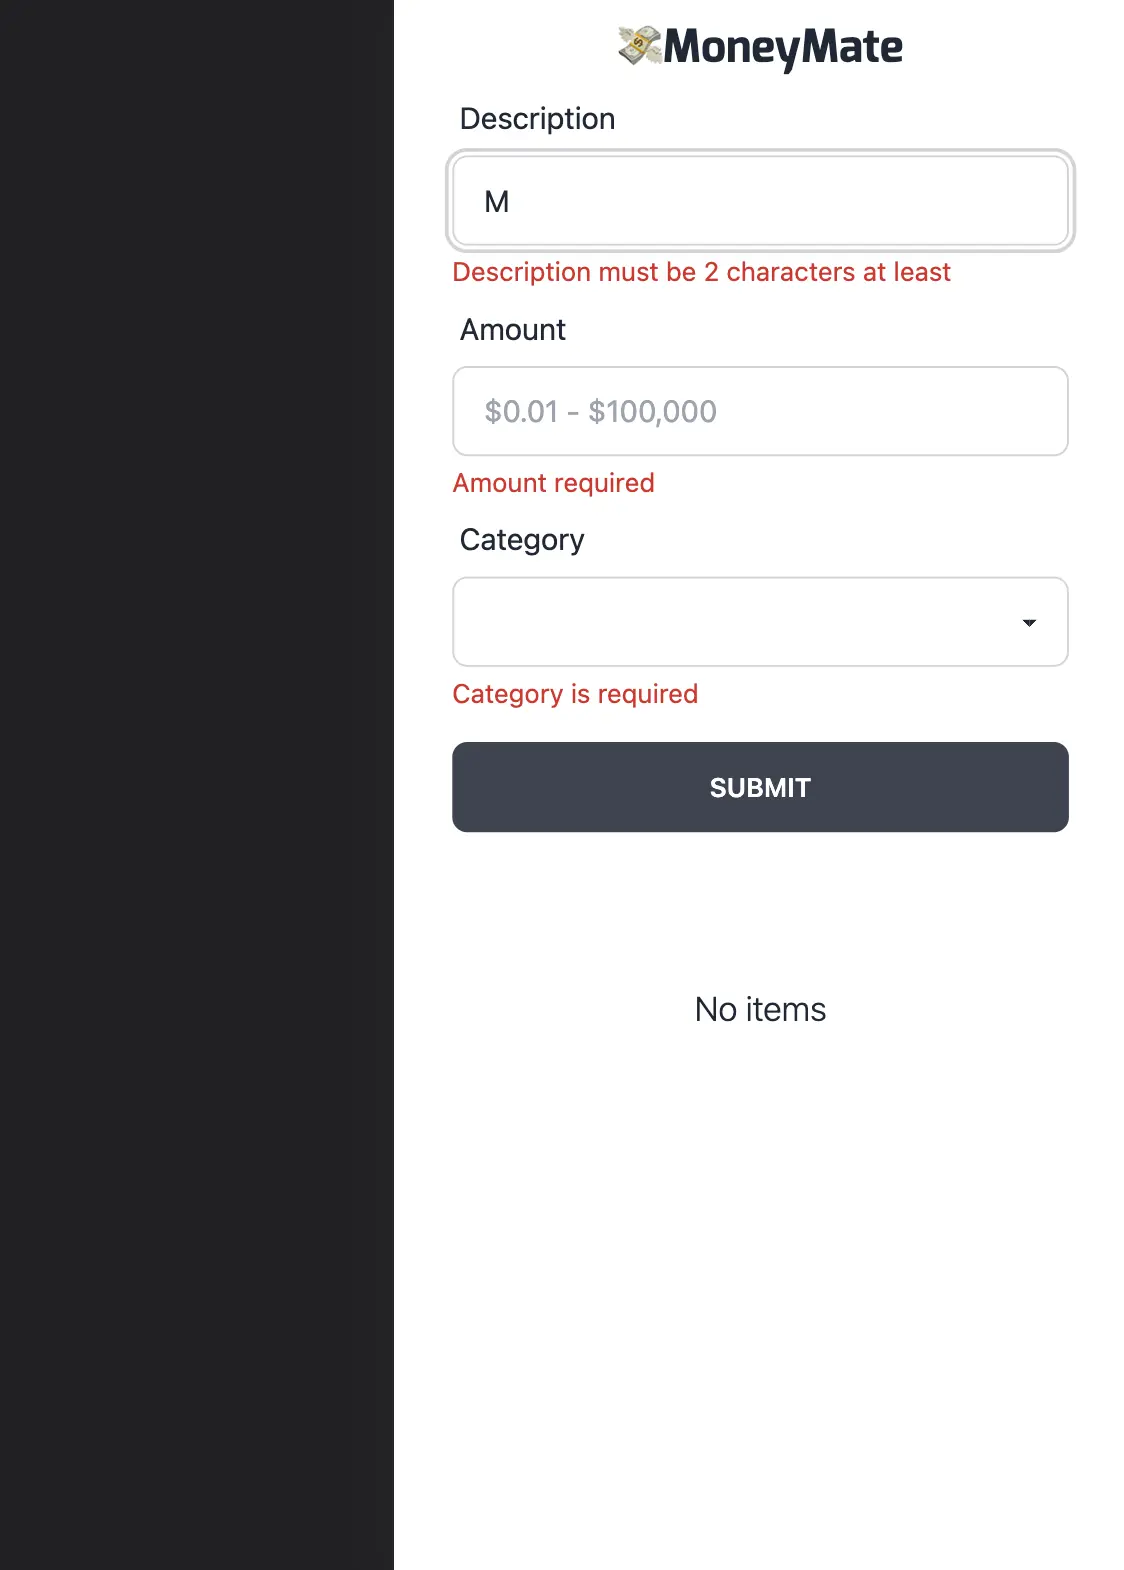 MoneyMate
Description
M
Description must be 2 characters at least
Amount
$0.01 - $100,000
Amount required
Category
Category is required
SUBMIT
No items